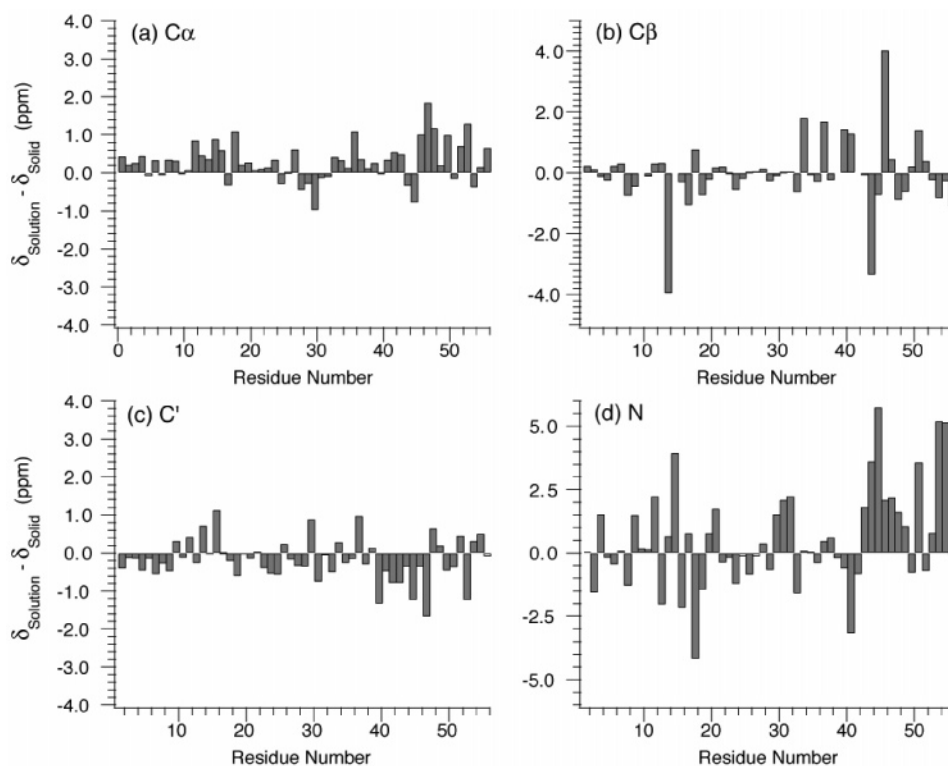 (a) Cα
4.0
3.0
2.0
1.0
0.0
-1.0
-2.0
-3.0
-4.0
δSolution - δSolid (ppm)
0 10 20 30 40 50
Residue Number
(b) Cβ
4.0
2.0
0.0
-2.0
-4.0
10 20 30 40 50
Residue Number
(c) C'
4.0
3.0
2.0
1.0
0.0
-1.0
-2.0
-3.0
-4.0
δSolution - δSolid (ppm)
10 20 30 40 50
Residue Number
(d) N
5.0
2.5
0.0
-2.5
-5.0
10 20 30 40 50
Residue Number